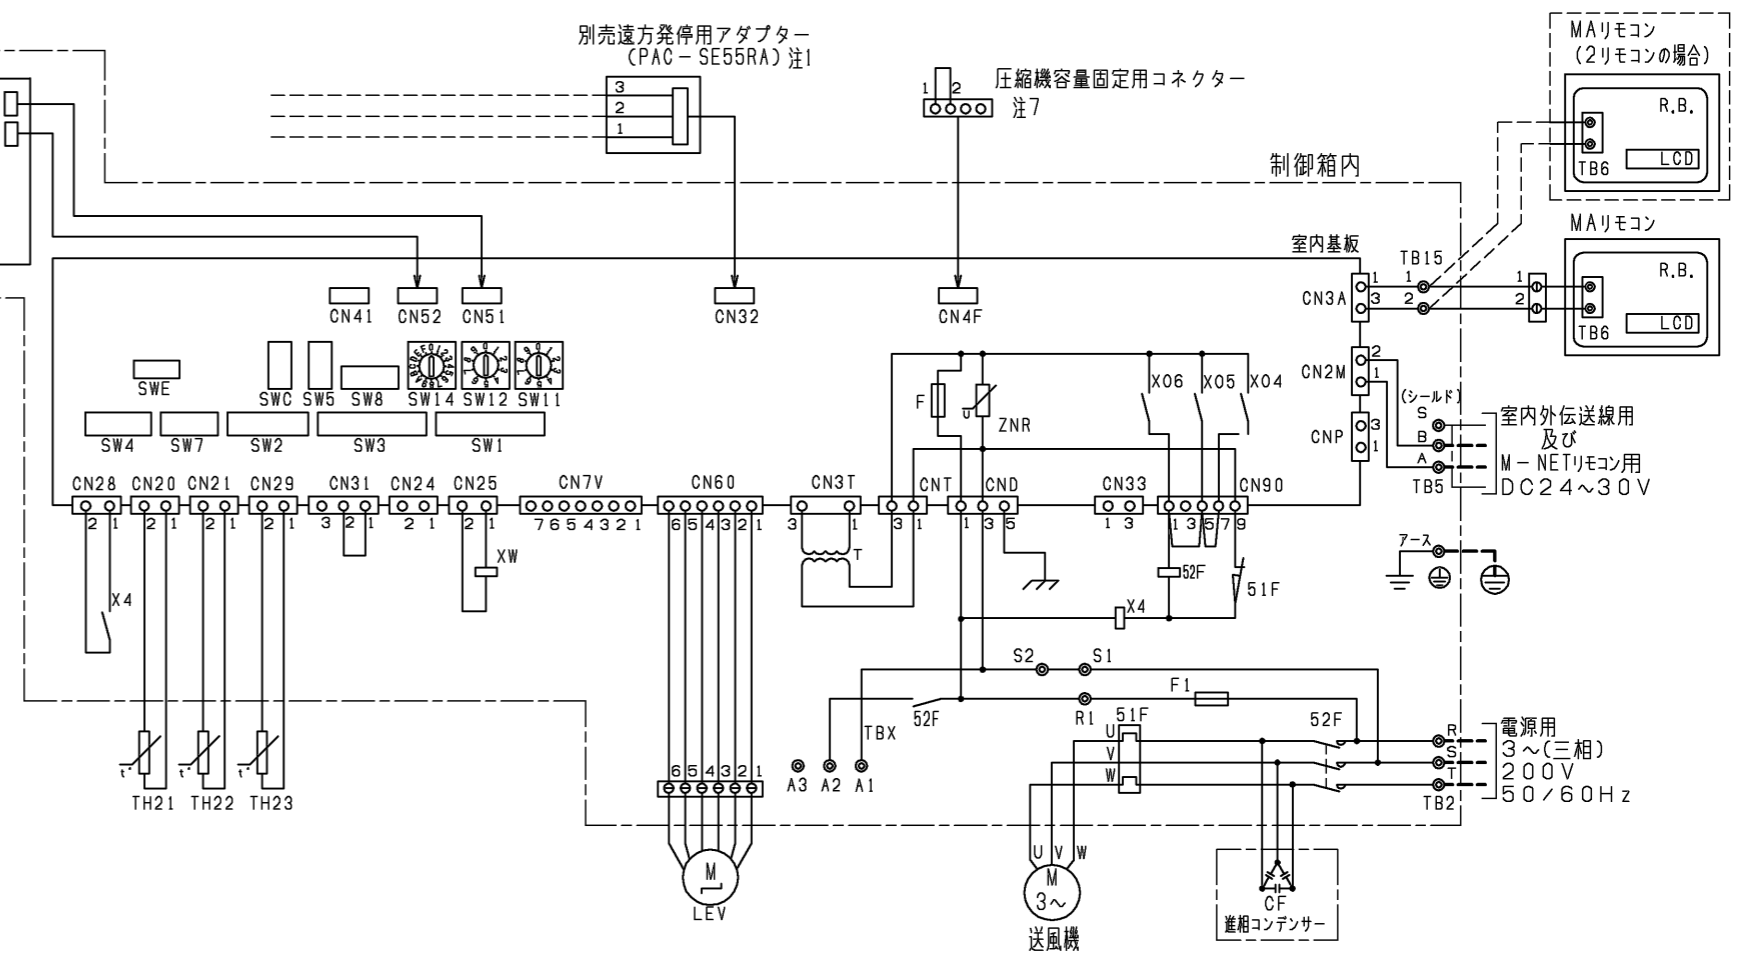 別売遠方発停用アダプター
(PAC－SE55RA)注1
3
2
1
1 2
圧縮機容量固定用コネクター
注7
MAリモコン
(2リモコンの場合)
R.B.
LCD
TB6
制御箱内
MAリモコン
R.B.
LCD
TB6
室内基板
TB15
CN3A
1
3
1
2
1
2
CN41
CN52
CN51
CN32
CN4F
SWE
SWC
SW5
SW8
SW14
SW12
SW11
SW4
SW7
SW2
SW3
SW1
F
ZNR
U
X06
X05
X04
CN2M
2
1
CNP
3
1
(シールド)
S
B
A
TB5
室内外伝送線用
及び
M－NETリモコン用
DC24～30V
CN28
CN20
CN21
CN29
CN31
CN24
CN25
CN7V
CN60
CN3T
CNT
CND
CN33
CN90
2 1
2 1
2 1
2 1
3 2 1
2 1
2 1
7 6 5 4 3 2 1
6 5 4 3 2 1
3 1
3 1
1 3 5
1 3
1 3 5 7 9
X4
XW
T
52F
51F
X4
アース
S2
S1
F1
R1
52F
TBX
A3
A2
A1
51F
U
V
W
52F
R
S
T
TB2
電源用
3～(三相)
200V
50/60Hz
t°
t°
t°
TH21
TH22
TH23
6 5 4 3 2 1
M
LEV
U V W
M
3～
送風機
CF
進相コンデンサー